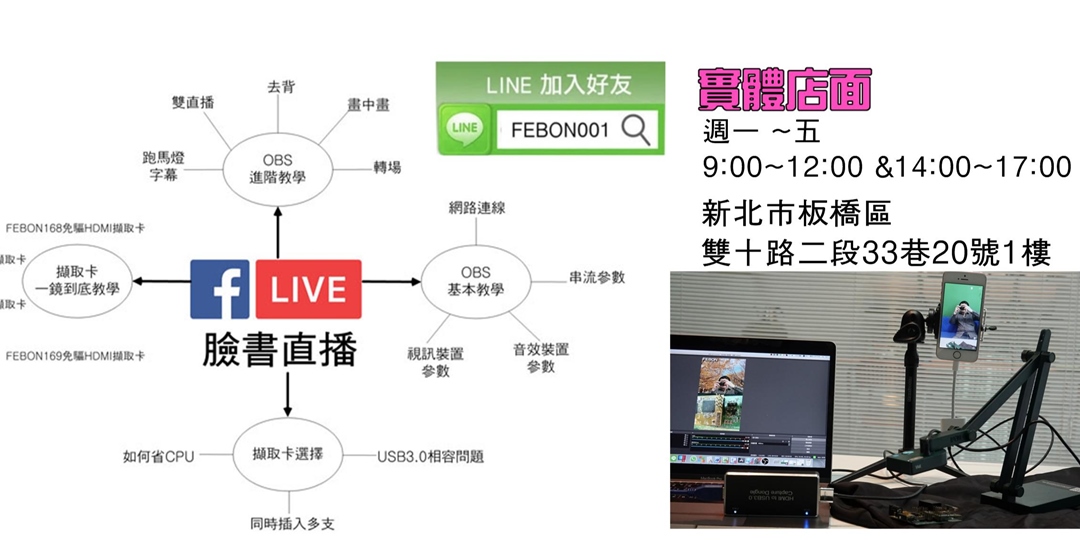 去背
雙直播
畫中畫
跑馬燈
字幕
OBS
進階教學
轉場
LINE 加入好友
LINE
FEBON001
實體店面
週一 ~五
9:00~12:00 &14:00~17:00
新北市板橋區
雙十路二段33巷20號1樓
FEBON168免驅HDMI擷取卡
擷取卡
擷取卡
一鏡到底教學
擷取卡
FEBON169免驅HDMI擷取卡
f LIVE
臉書直播
網路連線
OBS
基本教學
串流參數
視訊裝置
參數
音效裝置
參數
如何省CPU
擷取卡選擇
USB3.0相容問題
同時插入多支
HDMI to USB3.0
Capture Dongle